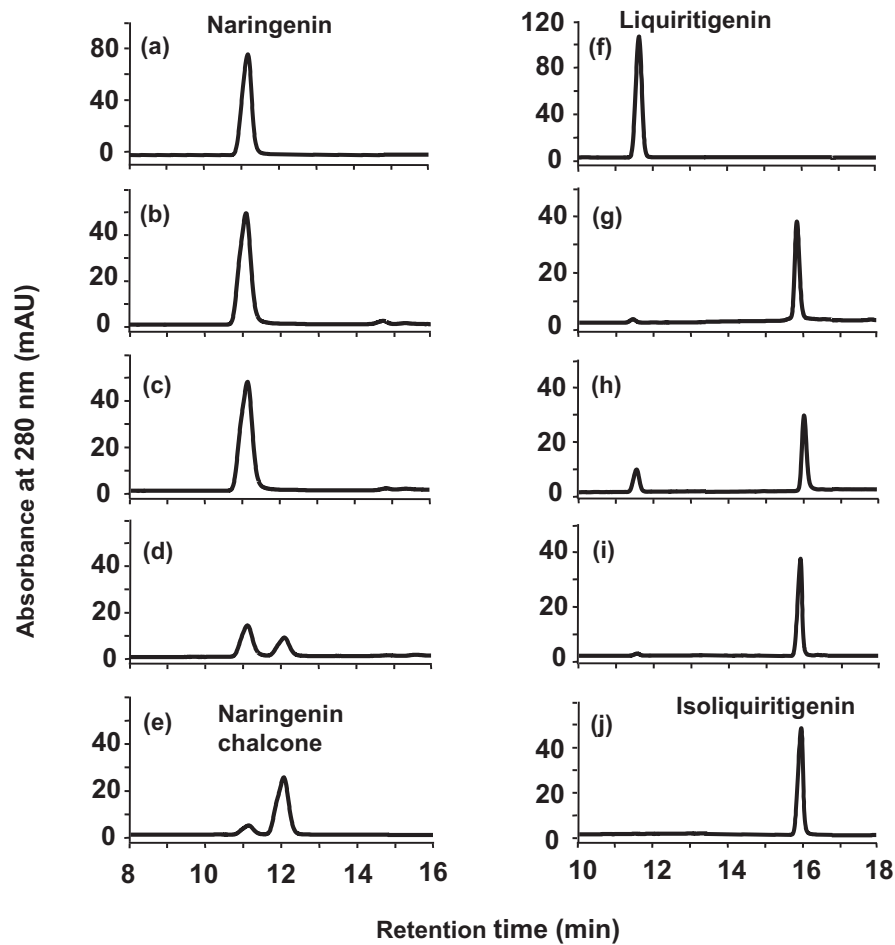 Absorbance at 280 nm (mAU)
Naringenin
80
40
0
(a)
40
20
0
(b)
40
20
0
(c)
40
20
0
(d)
40
20
0
(e)
Naringenin
chalcone
8 10 12 14 16
Liquiritigenin
120
80
40
0
(f)
40
20
0
(g)
40
20
0
(h)
40
20
0
(i)
40
20
0
(j)
Isoliquiritigenin
10 12 14 16 18
Retention time (min)